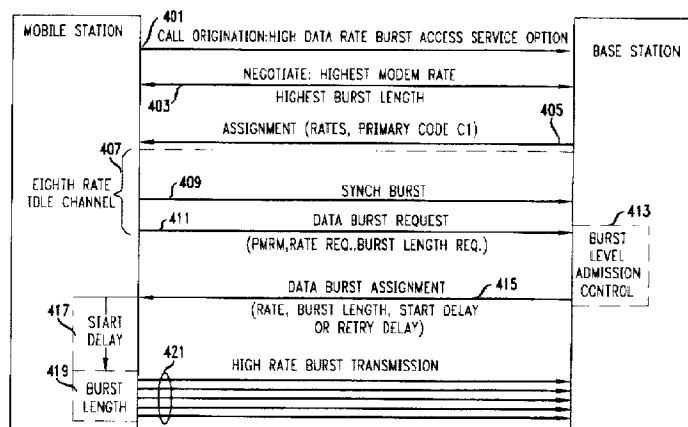 MOBILE STATION
401
CALL ORIGINATION:HIGH DATA RATE BURST ACCESS SERVICE OPTION
BASE STATION
NEGOTIATE: HIGHEST MODEM RATE
403
HIGHEST BURST LENGTH
405
ASSIGNMENT (RATES, PRIMARY CODE C1)
407
EIGHTH RATE
IDLE CHANNEL
409
SYNCH BURST
411
DATA BURST REQUEST
(PMRM,RATE REQ.,BURST LENGTH REQ.)
413
BURST
LEVEL
ADMISSION
CONTROL
DATA BURST ASSIGNMENT
415
(RATE, BURST LENGTH, START DELAY
OR RETRY DELAY)
417
START
DELAY
419
BURST
LENGTH
421
HIGH RATE BURST TRANSMISSION